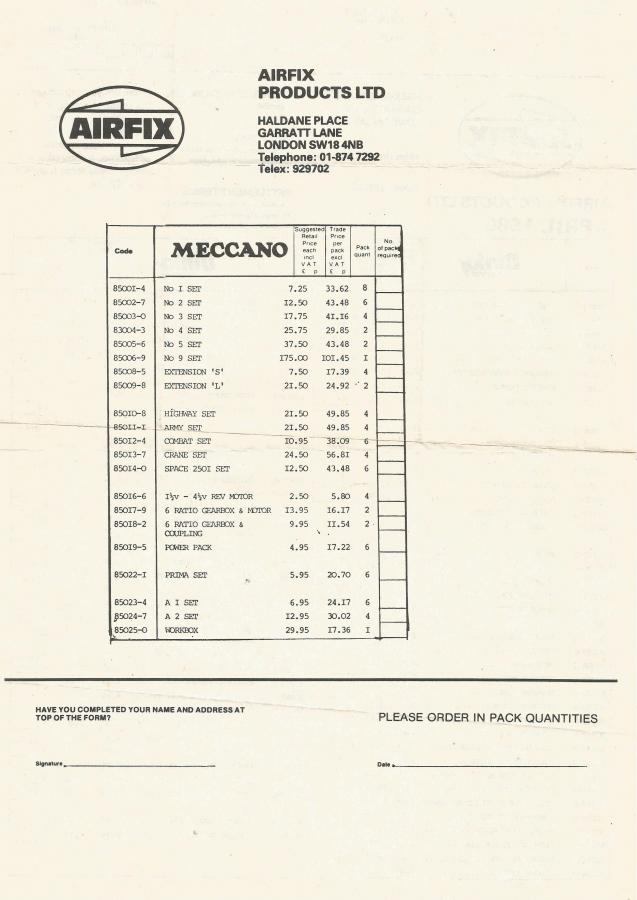 AIRFIX
AIRFIX
PRODUCTS LTD
HALDANE PLACE
GARRATT LANE
LONDON SW18 4NB
Telephone: 01-874 7292
Telex: 929702
Code MECCANO Suggested Retail Price each incl VAT £ p Trade Price per pack excl VAT £ p Pack quant No. of packs required
85001-4 No 1 SET 7.25 33.62 8
85002-7 No 2 SET 12.50 43.48 6
85003-0 No 3 SET 17.75 41.16 4
83004-3 No 4 SET 25.75 29.85 2
85005-6 No 5 SET 37.50 43.48 2
85006-9 No 9 SET 175.00 101.45 1
85008-5 EXTENSION 'S' 7.50 17.39 4
85009-8 EXTENSION 'L' 21.50 24.92 2
85010-8 HIGHWAY SET 21.50 49.85 4
85011-1 ARMY SET 21.50 49.85 4
85012-4 COMBAT SET 10.95 38.09 6
85013-7 CRANE SET 24.50 56.81 4
85014-0 SPACE 2501 SET 12.50 43.48 6
85016-6 1½v - 4½v REV MOTOR 2.50 5.80 4
85017-9 6 RATIO GEARBOX & MOTOR 13.95 16.17 2
85018-2 6 RATIO GEARBOX & 9.95 11.54 2
COUPLING
85019-5 POWER PACK 4.95 17.22 6
85022-1 PRIMA SET 5.95 20.70 6
85023-4 A 1 SET 6.95 24.17 6
85024-7 A 2 SET 12.95 30.02 4
85025-0 WORKBOX 29.95 17.36 1
HAVE YOU COMPLETED YOUR NAME AND ADDRESS AT
TOP OF THE FORM?
PLEASE ORDER IN PACK QUANTITIES
Signature
Date